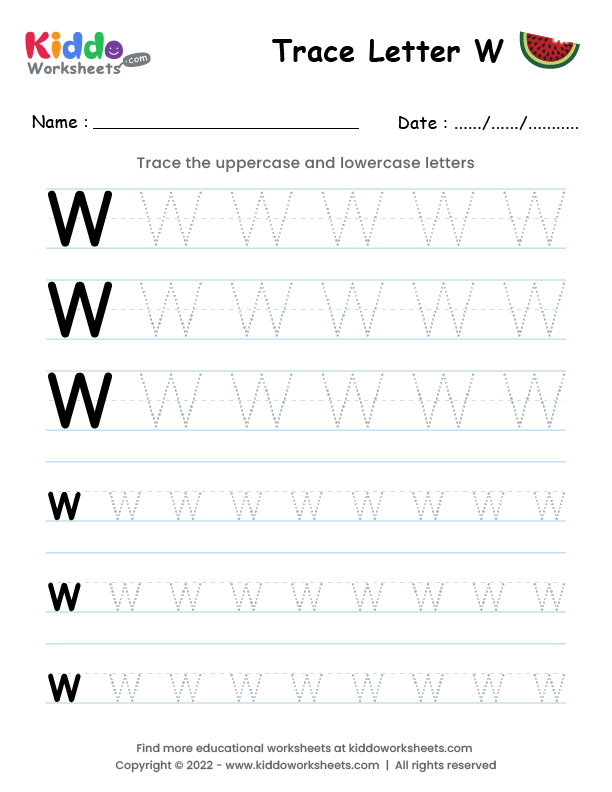 Kiddo
Worksheets .com
Trace Letter W
Name : ______________________
Date : ....../....../...........
Trace the uppercase and lowercase letters
W W W W W W
W W W W W W
W W W W W W
w w w w w w w w w
w w w w w w w w w
w w w w w w w w w
Find more educational worksheets at kiddoworksheets.com
Copyright © 2022 - www.kiddoworksheets.com | All rights reserved